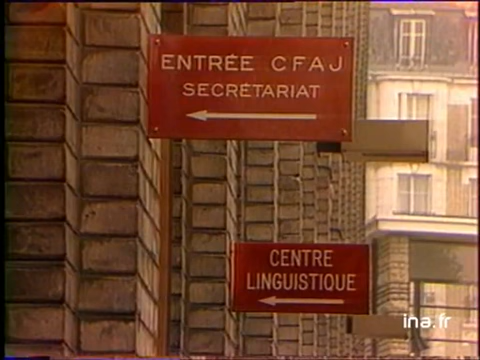 ENTRÉE CFAJ
SECRÉTARIAT
CENTRE
LINGUISTIQUE
ina.fr